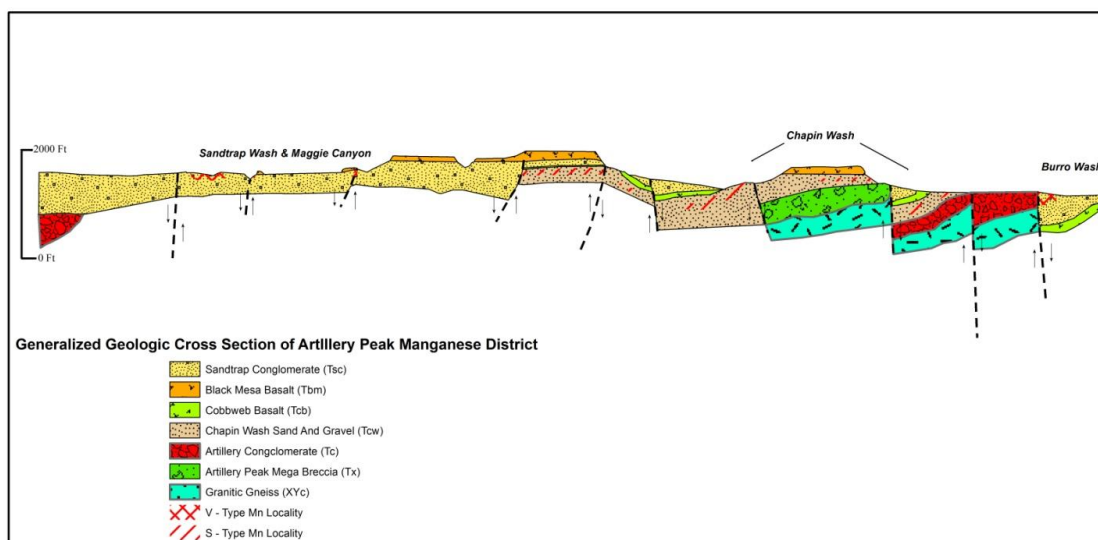 2000 Ft
Sandtrap Wash & Maggie Canyon
Chapin Wash
Burro Wash
0 Ft
Generalized Geologic Cross Section of Artlllery Peak Manganese District
Sandtrap Conglomerate (Tsc)
Black Mesa Basalt (Tbm)
Cobbweb Basalt (Tcb)
Chapin Wash Sand And Gravel (Tcw)
Artillery Congclomerate (Tc)
Artillery Peak Mega Breccia (Tx)
Granitic Gneiss (XYc)
V - Type Mn Locality
S - Type Mn Locality